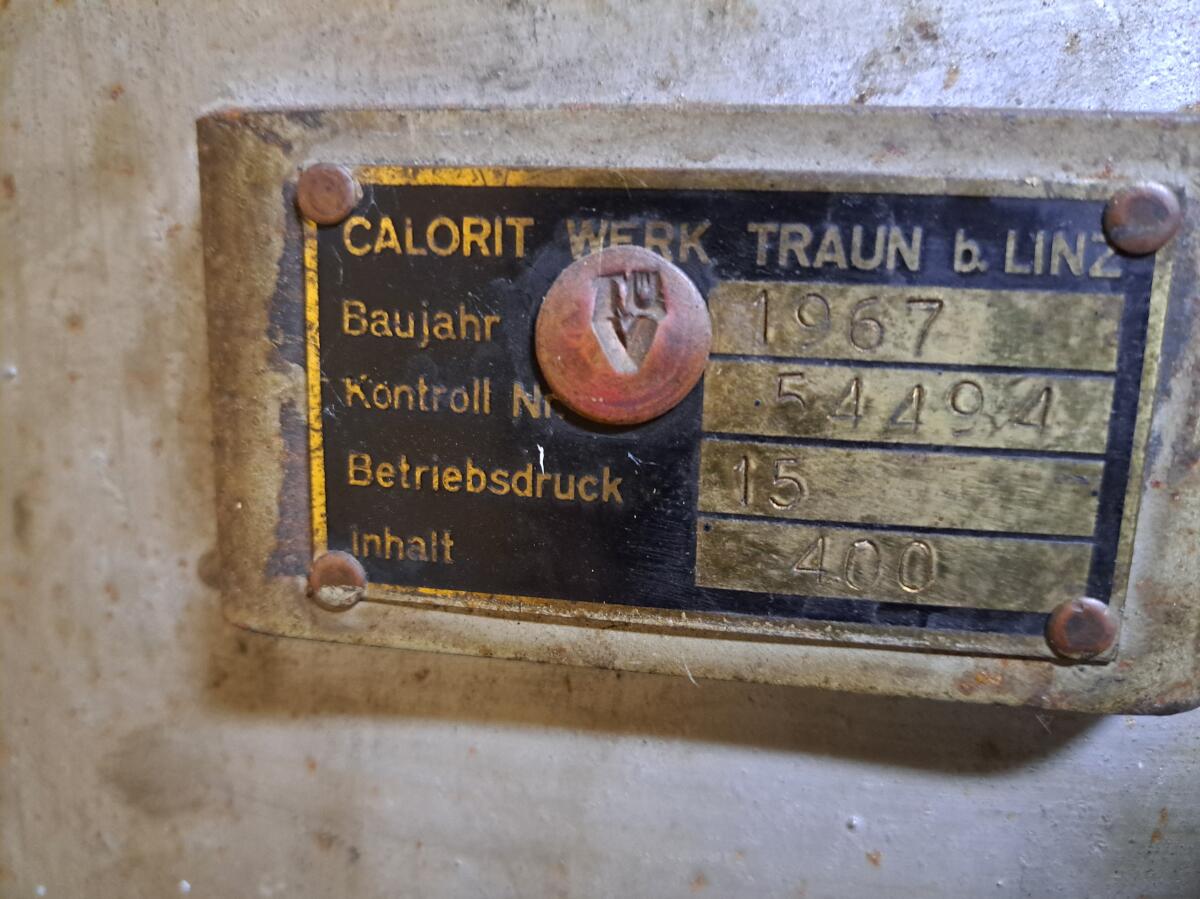 CALORIT WERK TRAUN b. LINZ
Baujahr 1967
Kontroll Nr. 54494
Betriebsdruck 15
Inhalt 400